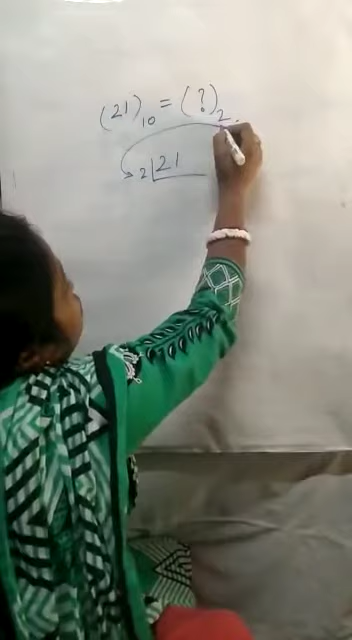 (21)₁₀ = (?)₂
2|21